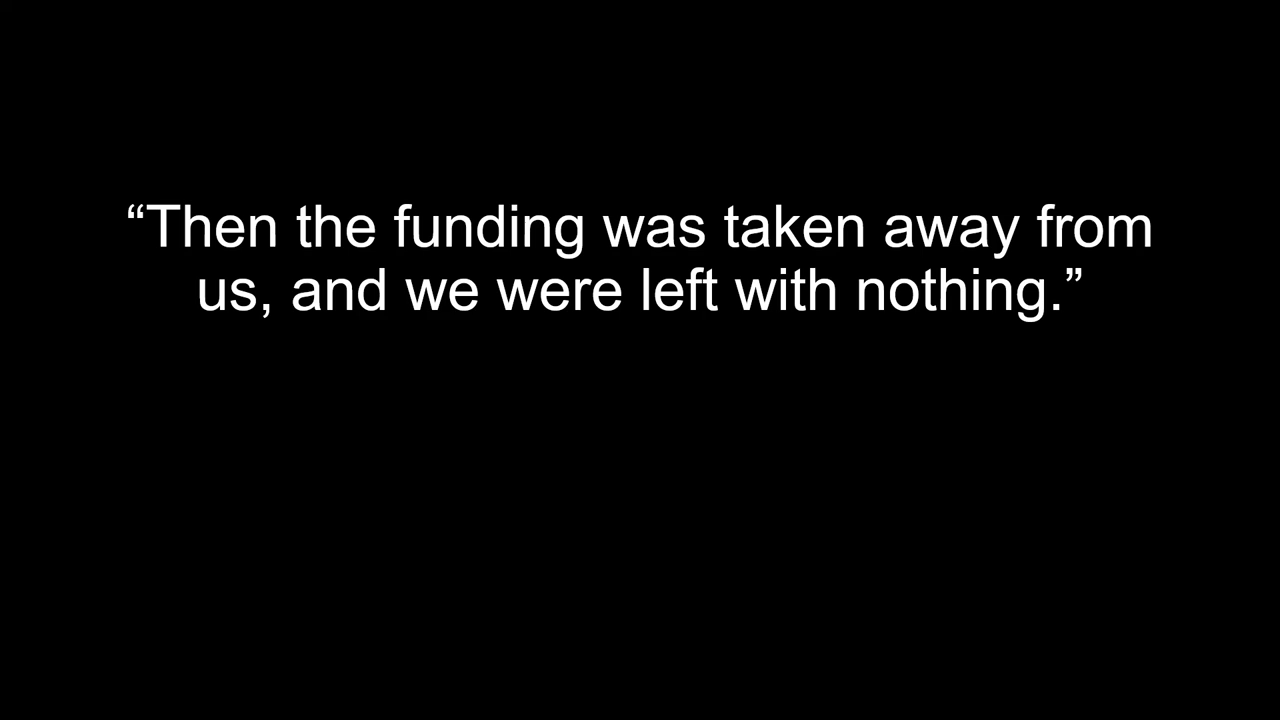 “Then the funding was taken away from
us, and we were left with nothing.”